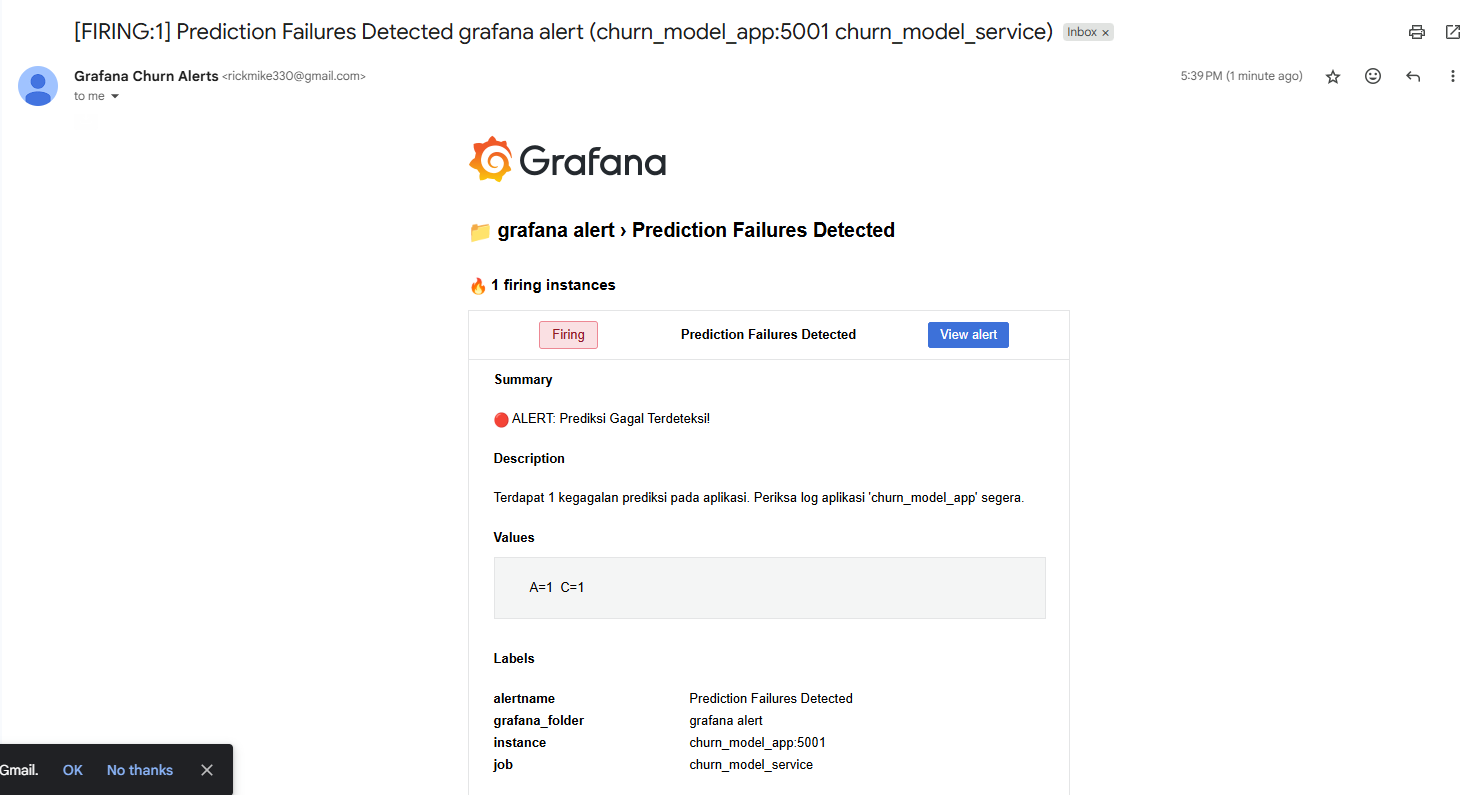 [FIRING:1] Prediction Failures Detected grafana alert (churn_model_app:5001 churn_model_service) Inbox ×
Grafana Churn Alerts <rickmike330@gmail.com> 5:39 PM (1 minute ago)
to me
Grafana
📁 grafana alert › Prediction Failures Detected
🔥 1 firing instances
Firing Prediction Failures Detected View alert
Summary
🔴 ALERT: Prediksi Gagal Terdeteksi!
Description
Terdapat 1 kegagalan prediksi pada aplikasi. Periksa log aplikasi 'churn_model_app' segera.
Values
A=1 C=1
Labels
alertname Prediction Failures Detected
grafana_folder grafana alert
instance churn_model_app:5001
job churn_model_service
Gmail. OK No thanks